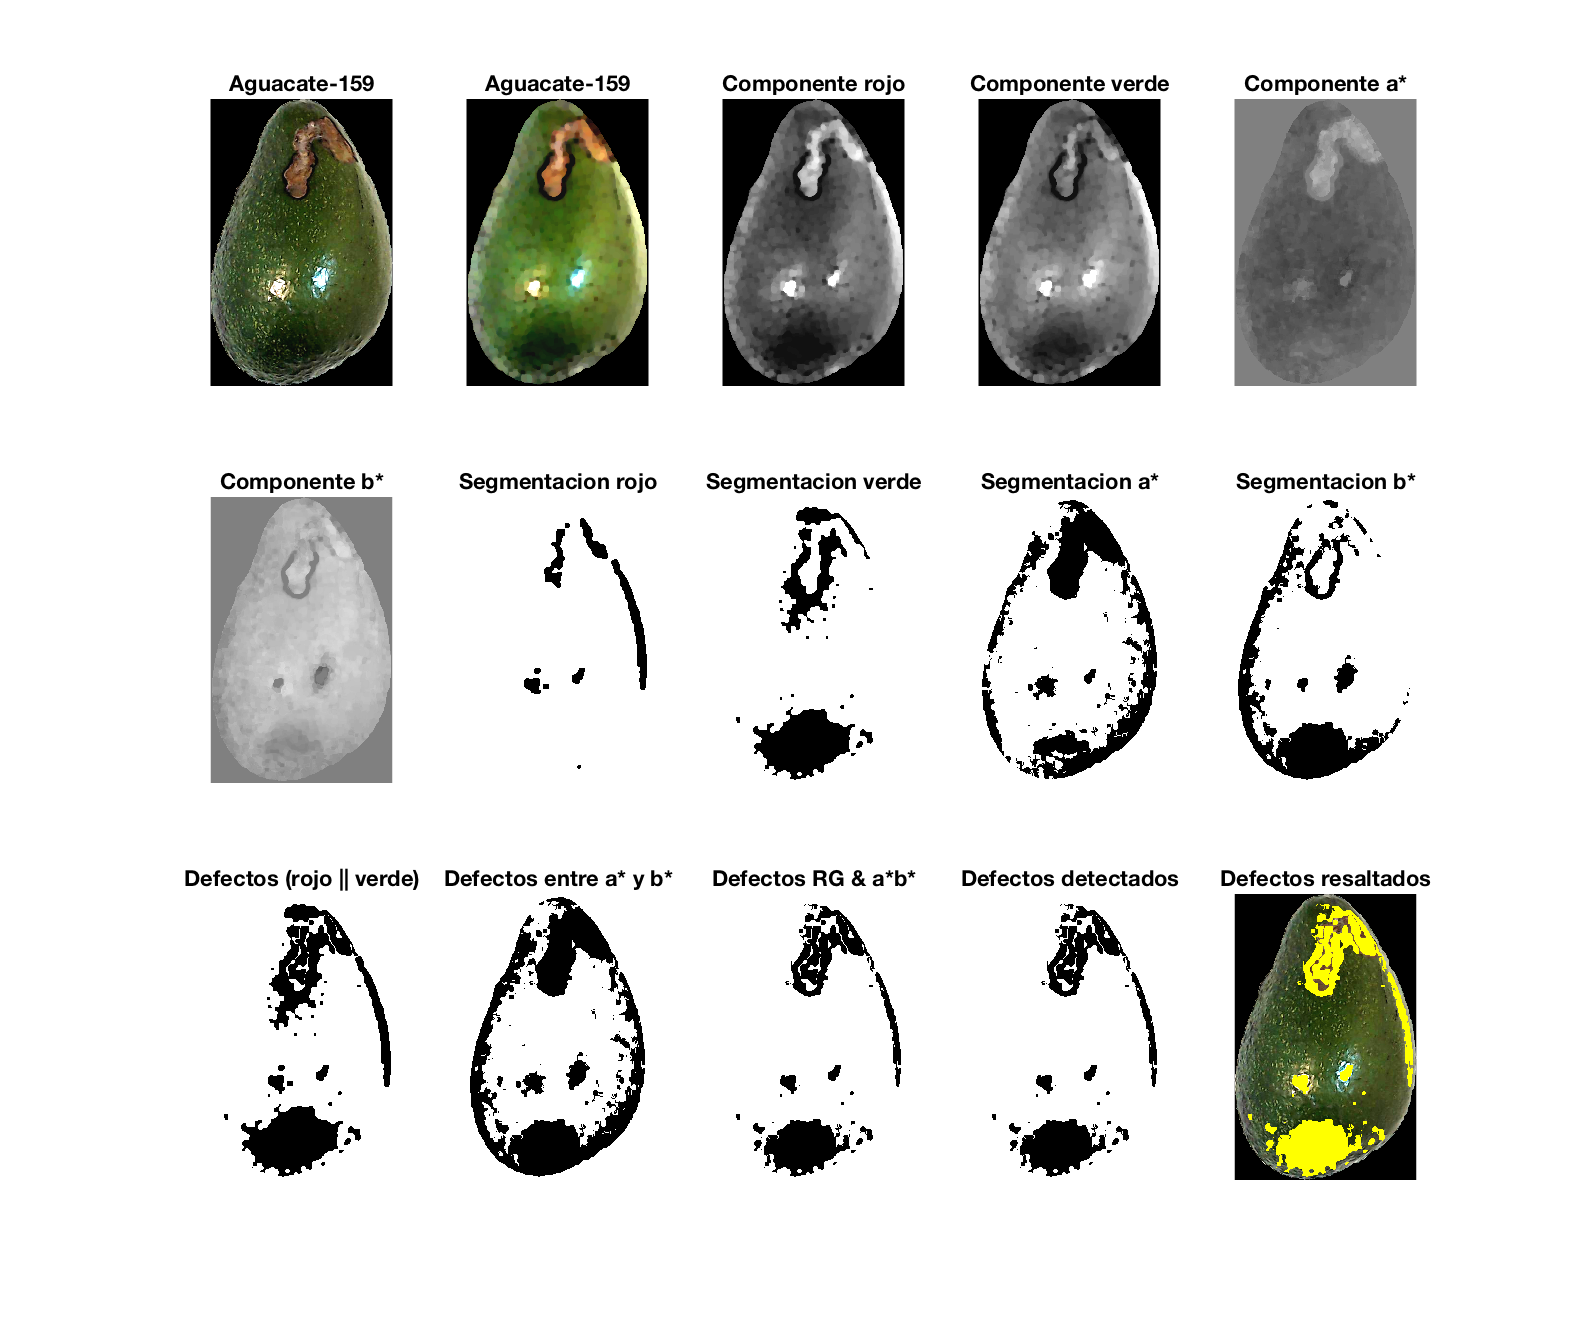 Aguacate-159
Aguacate-159
Componente rojo
Componente verde
Componente a*
Componente b*
Segmentacion rojo
Segmentacion verde
Segmentacion a*
Segmentacion b*
Defectos (rojo || verde)
Defectos entre a* y b*
Defectos RG & a*b*
Defectos detectados
Defectos resaltados